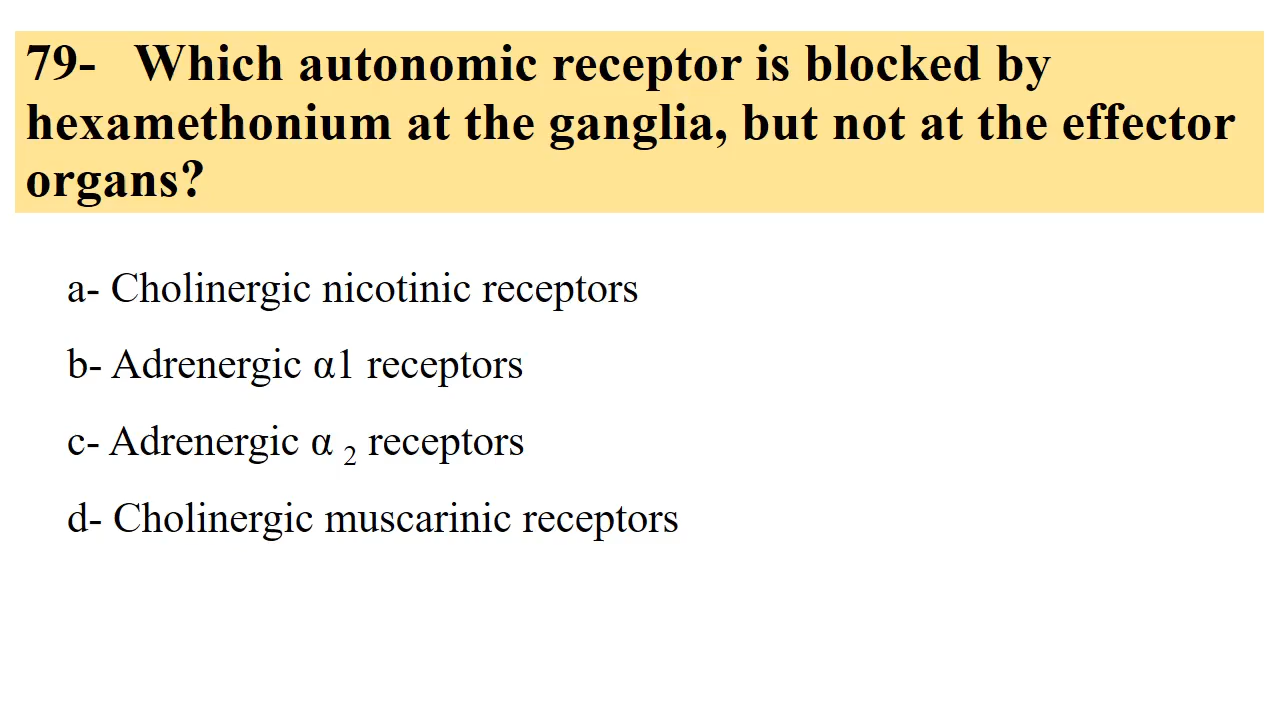 79- Which autonomic receptor is blocked by
hexamethonium at the ganglia, but not at the effector
organs?
a- Cholinergic nicotinic receptors
b- Adrenergic α1 receptors
c- Adrenergic α 2 receptors
d- Cholinergic muscarinic receptors